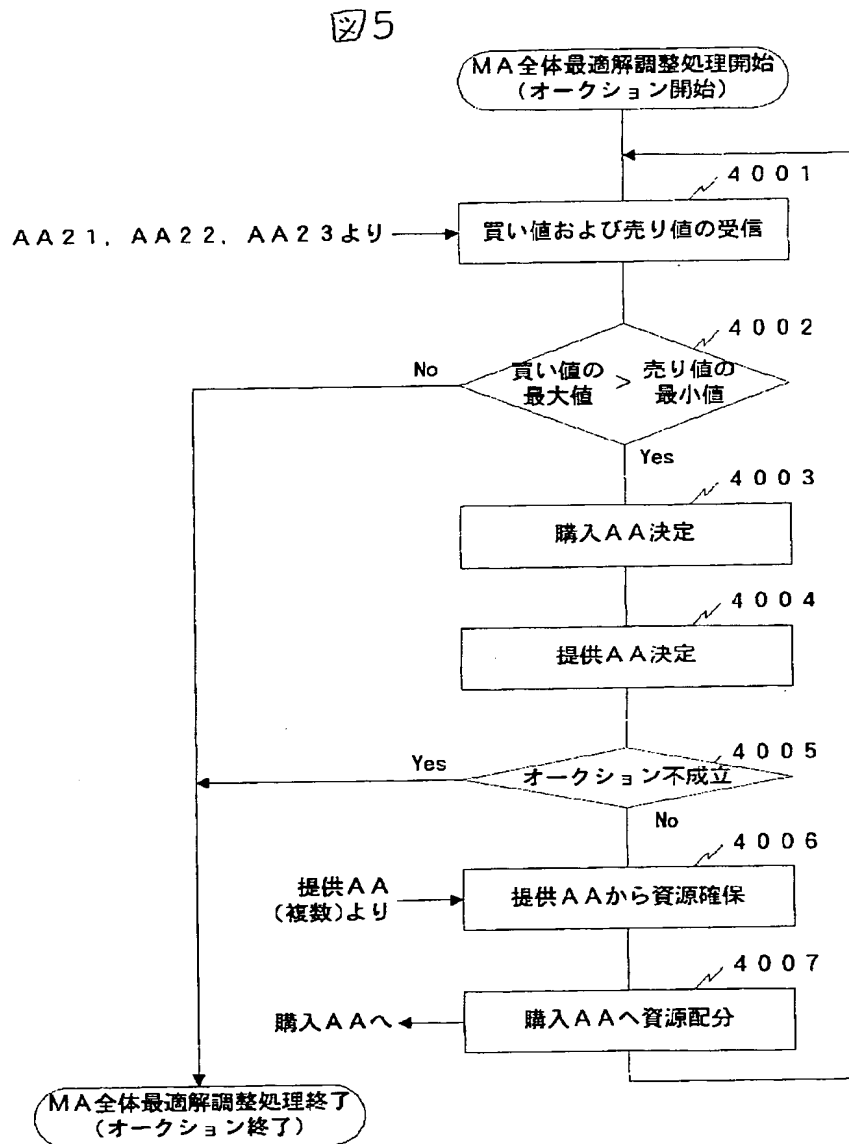 図5
MA全体最適解調整処理開始
(オークション開始)
4001
AA21, AA22, AA23より
買い値および売り値の受信
4002
No
買い値の
最大値
>
売り値の
最小値
Yes
4003
購入AA決定
4004
提供AA決定
4005
Yes
オークション不成立
No
4006
提供AA
(複数)より
提供AAから資源確保
4007
購入AAへ
購入AAへ資源配分
MA全体最適解調整処理終了
(オークション終了)